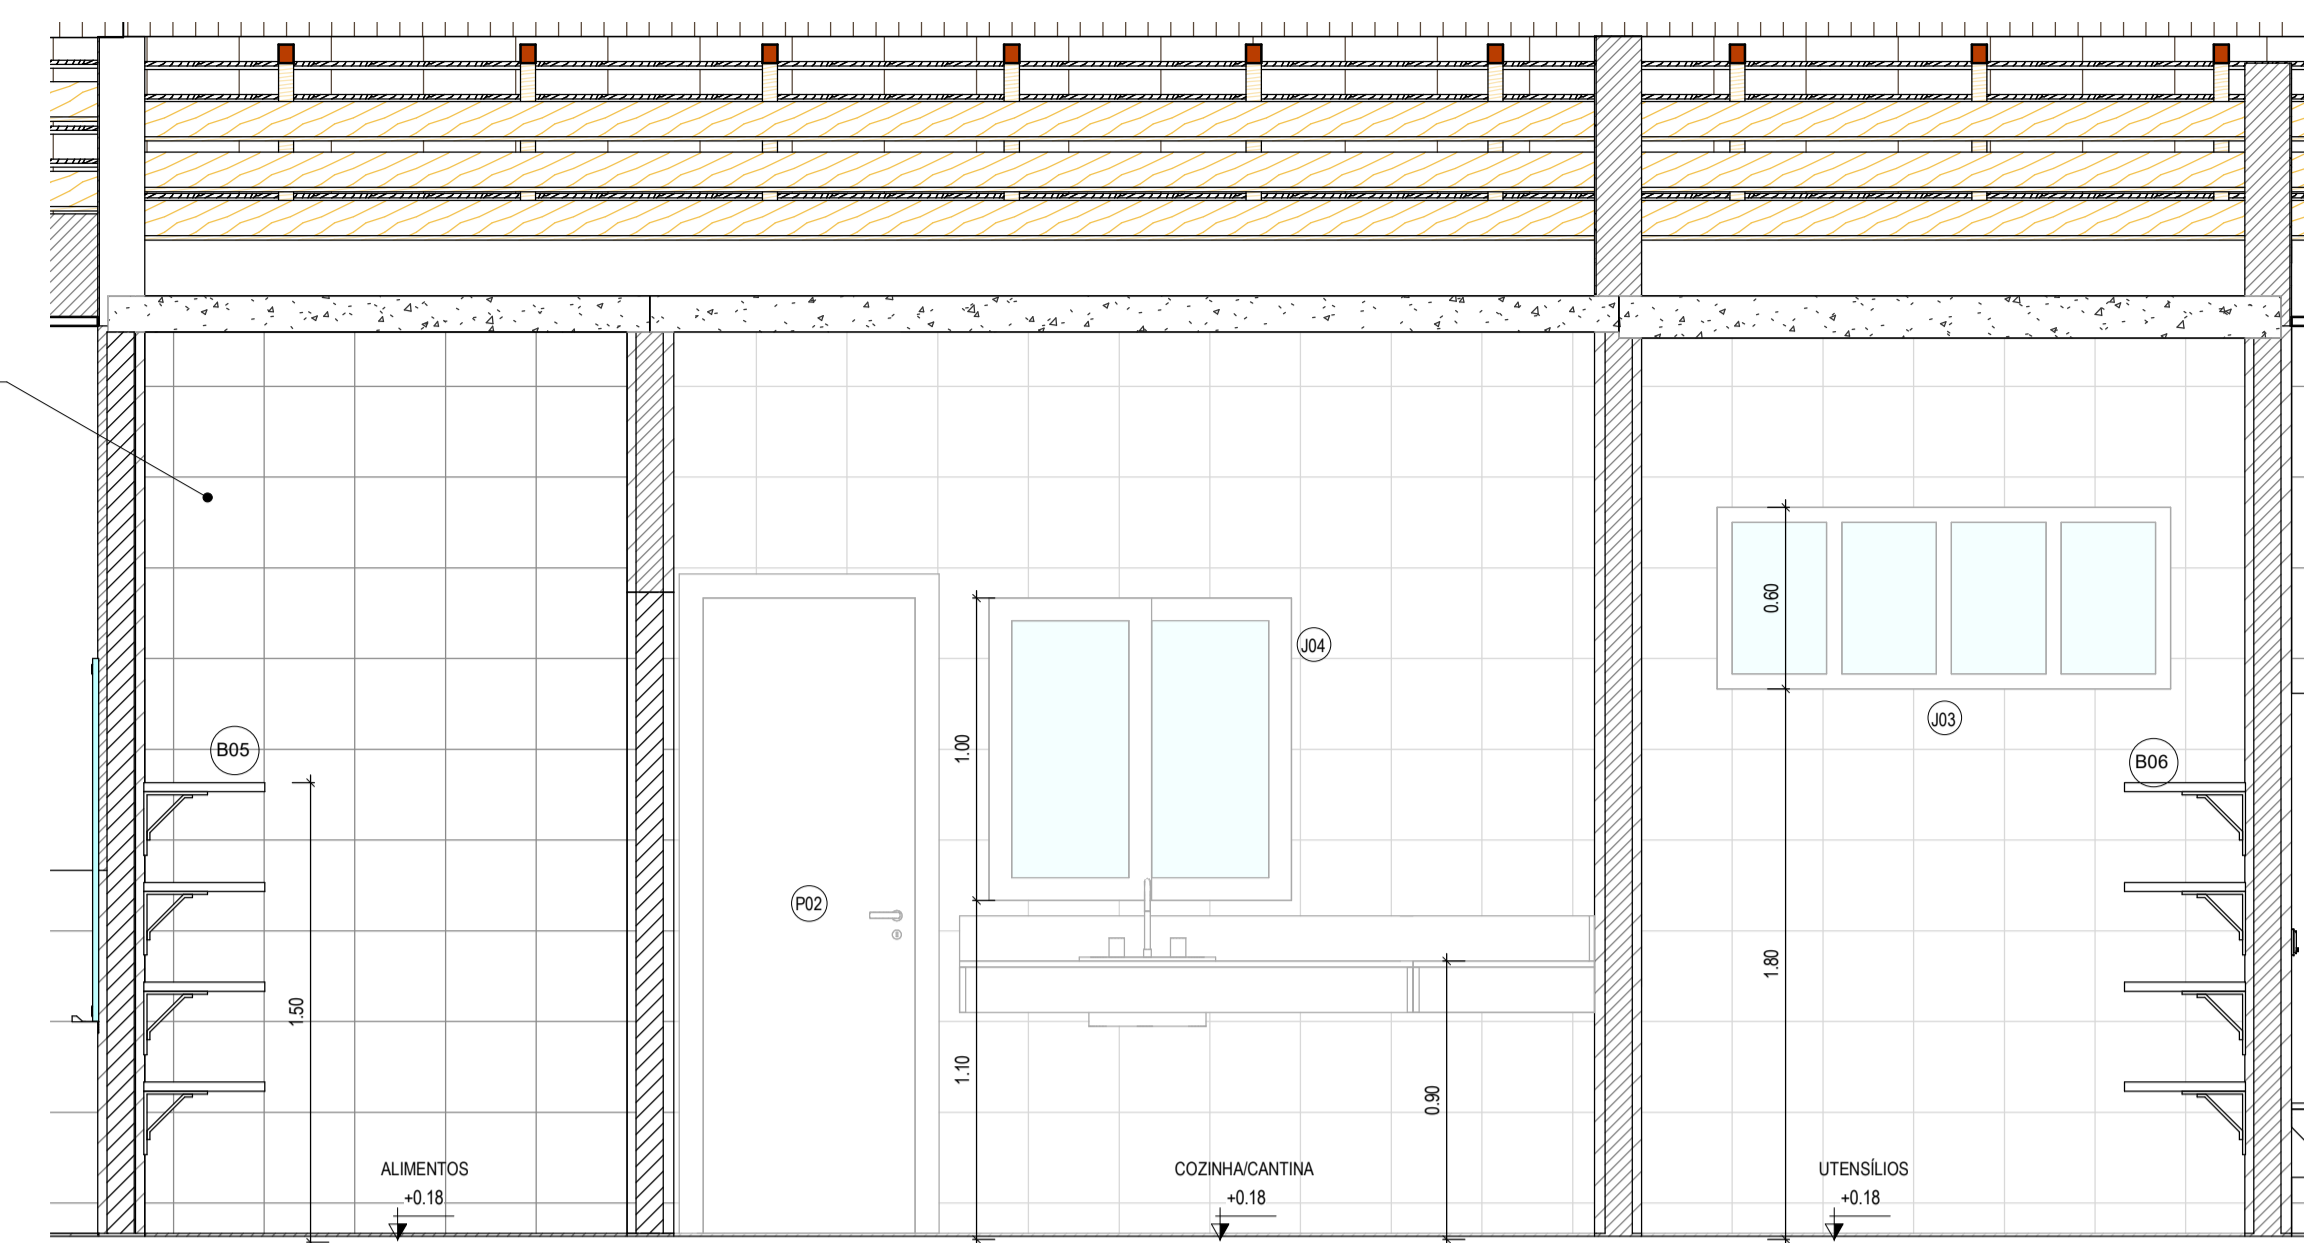 J04
0.60
J03
1.00
B05
B06
P02
1.80
1.50
1.10
0.90
ALIMENTOS
+0.18
COZINHA/CANTINA
+0.18
UTENSÍLIOS
+0.18